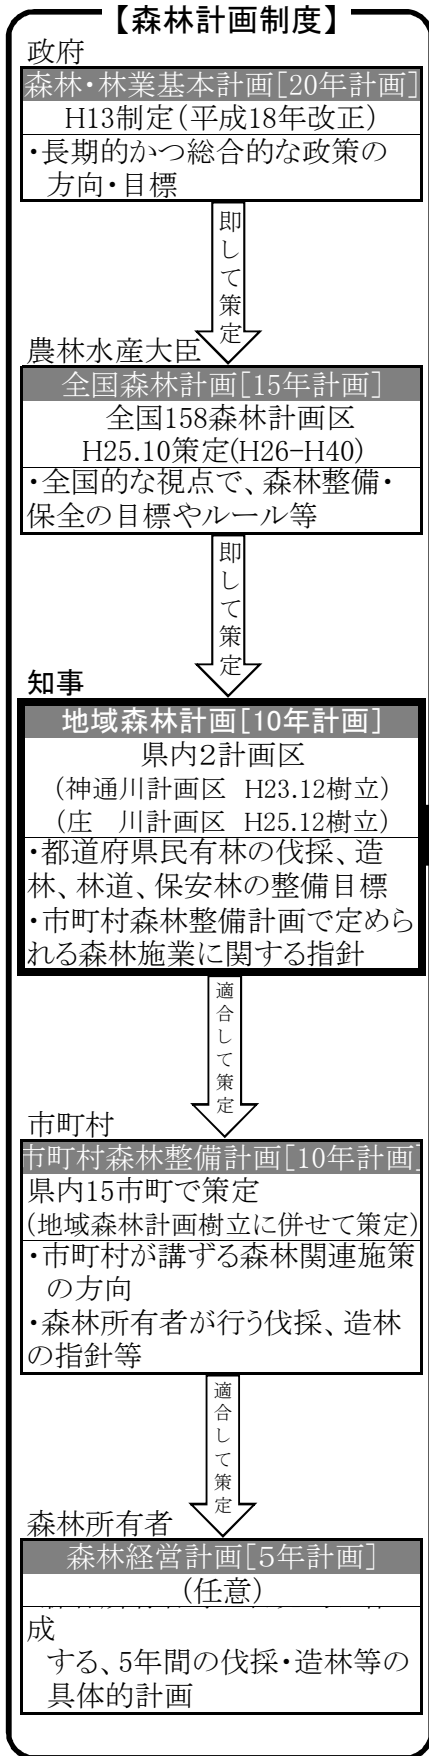 【森林計画制度】
政府
森林・林業基本計画[20年計画]
H13制定(平成18年改正)
・長期的かつ総合的な政策の
方向・目標
即して策定
農林水産大臣
全国森林計画[15年計画]
全国158森林計画区
H25.10策定(H26-H40)
・全国的な視点で、森林整備・
保全の目標やルール等
即して策定
知事
地域森林計画[10年計画]
県内2計画区
(神通川計画区 H23.12樹立)
(庄 川計画区 H25.12樹立)
・都道府県民有林の伐採、造
林、林道、保安林の整備目標
・市町村森林整備計画で定めら
れる森林施業に関する指針
適合して策定
市町村
市町村森林整備計画[10年計画]
県内15市町で策定
(地域森林計画樹立に併せて策定)
・市町村が講ずる森林関連施策
の方向
・森林所有者が行う伐採、造林
の指針等
適合して策定
森林所有者
森林経営計画[5年計画]
(任意)
成
する、5年間の伐採・造林等の
具体的計画